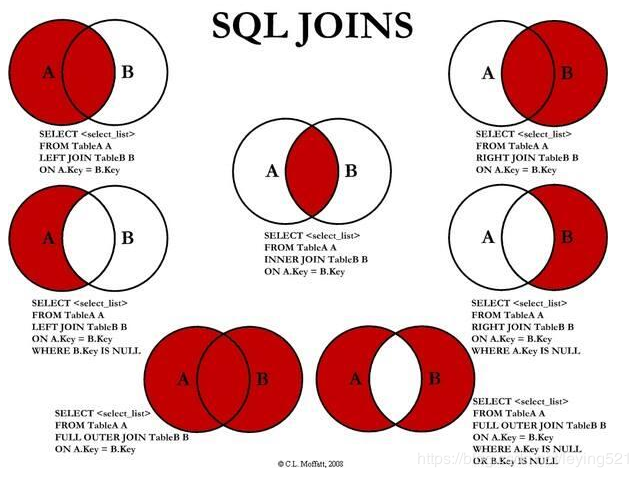 SQL JOINS
A B
SELECT <select_list>
FROM TableA A
LEFT JOIN TableB B
ON A.Key = B.Key
A B
SELECT <select_list>
FROM TableA A
RIGHT JOIN TableB B
ON A.Key = B.Key
A B
SELECT <select_list>
FROM TableA A
INNER JOIN TableB B
ON A.Key = B.Key
A B
SELECT <select_list>
FROM TableA A
LEFT JOIN TableB B
ON A.Key = B.Key
WHERE B.Key IS NULL
A B
SELECT <select_list>
FROM TableA A
RIGHT JOIN TableB B
ON A.Key = B.Key
WHERE A.Key IS NULL
A B
SELECT <select_list>
FROM TableA A
FULL OUTER JOIN TableB B
ON A.Key = B.Key
A B
SELECT <select_list>
FROM TableA A
FULL OUTER JOIN TableB B
ON A.Key = B.Key
WHERE A.Key IS NULL
OR B.Key IS NULL
© C.L. Moffatt, 2008